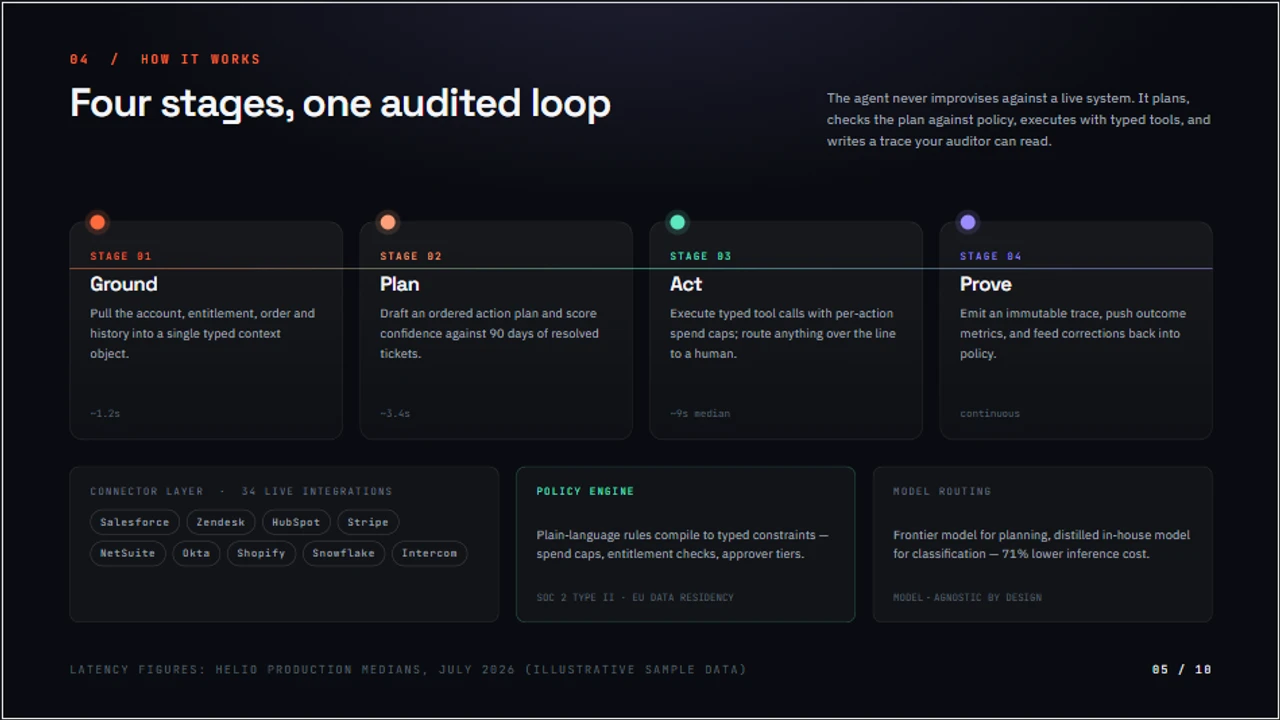 04 / HOW IT WORKS
Four stages, one audited loop
The agent never improvises against a live system. It plans,
checks the plan against policy, executes with typed tools, and
writes a trace your auditor can read.
STAGE 01
Ground
Pull the account, entitlement, order and
history into a single typed context
object.
~1.2s
STAGE 02
Plan
Draft an ordered action plan and score
confidence against 90 days of resolved
tickets.
~3.4s
STAGE 03
Act
Execute typed tool calls with per-action
spend caps; route anything over the line
to a human.
~9s median
STAGE 04
Prove
Emit an immutable trace, push outcome
metrics, and feed corrections back into
policy.
continuous
CONNECTOR LAYER · 34 LIVE INTEGRATIONS
Salesforce Zendesk HubSpot Stripe
NetSuite Okta Shopify Snowflake Intercom
POLICY ENGINE
Plain-language rules compile to typed constraints —
spend caps, entitlement checks, approver tiers.
SOC 2 TYPE II · EU DATA RESIDENCY
MODEL ROUTING
Frontier model for planning, distilled in-house model
for classification — 71% lower inference cost.
MODEL-AGNOSTIC BY DESIGN
LATENCY FIGURES: HELIO PRODUCTION MEDIANS, JULY 2026 (ILLUSTRATIVE SAMPLE DATA)
05 / 10